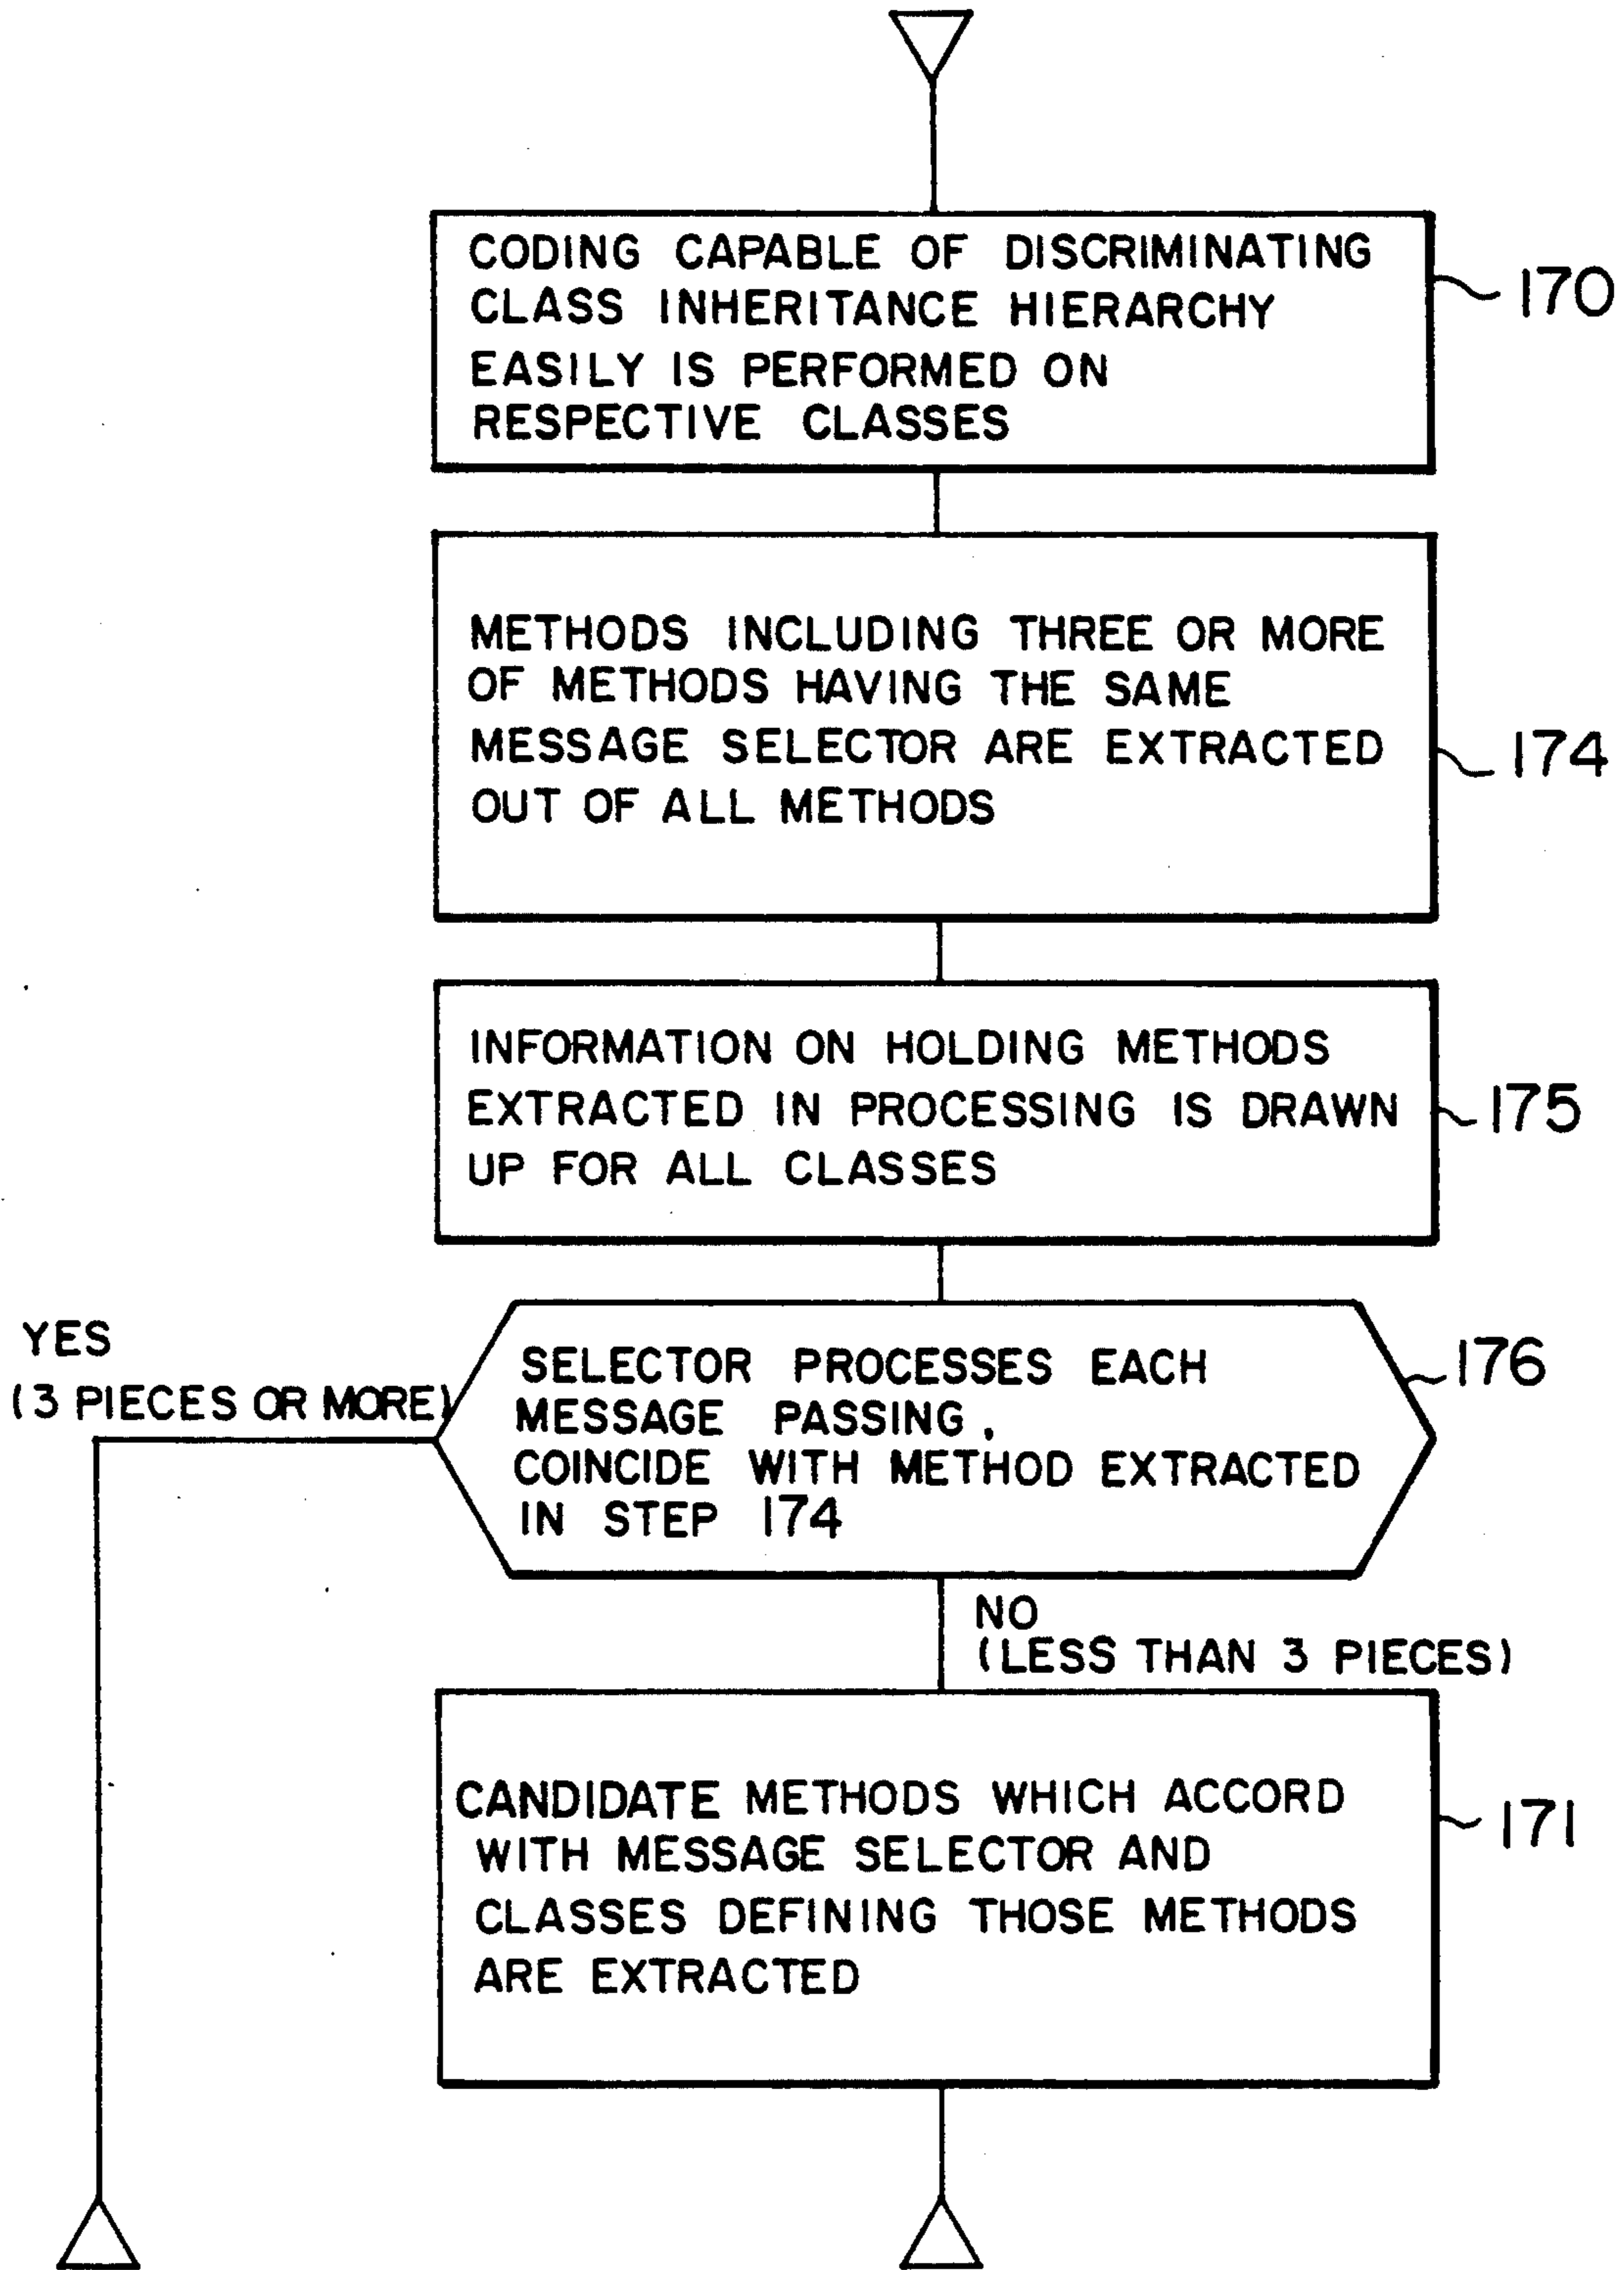 CODING CAPABLE OF DISCRIMINATING
CLASS INHERITANCE HIERARCHY
EASILY IS PERFORMED ON
RESPECTIVE CLASSES
170
METHODS INCLUDING THREE OR MORE
OF METHODS HAVING THE SAME
MESSAGE SELECTOR ARE EXTRACTED
OUT OF ALL METHODS
174
INFORMATION ON HOLDING METHODS
EXTRACTED IN PROCESSING IS DRAWN
UP FOR ALL CLASSES
175
YES
(3 PIECES OR MORE)
SELECTOR PROCESSES EACH
MESSAGE PASSING.
COINCIDE WITH METHOD EXTRACTED
IN STEP 174
176
NO
(LESS THAN 3 PIECES)
CANDIDATE METHODS WHICH ACCORD
WITH MESSAGE SELECTOR AND
CLASSES DEFINING THOSE METHODS
ARE EXTRACTED
171